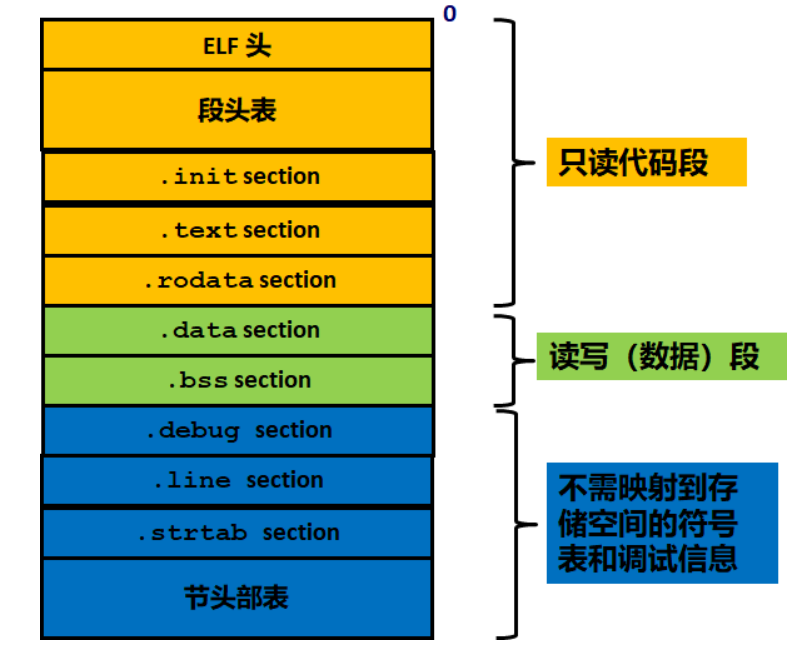 0
ELF 头
段头表
.init section
.text section
.rodata section
只读代码段
.data section
.bss section
读写（数据）段
.debug section
.line section
.strtab section
节头部表
不需映射到存
储空间的符号
表和调试信息